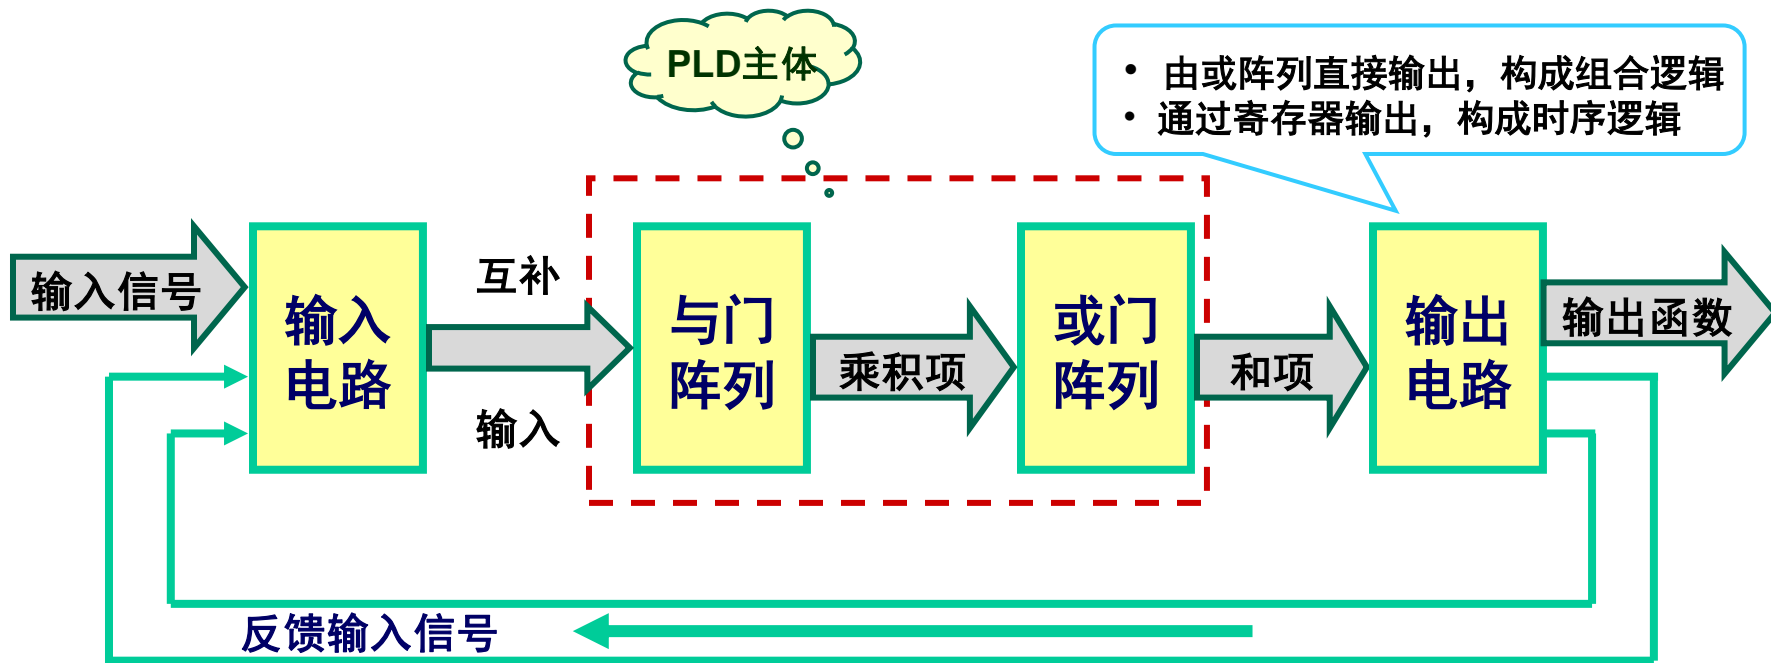 PLD主体
• 由或阵列直接输出，构成组合逻辑
• 通过寄存器输出，构成时序逻辑
输入信号
输入
电路
互补
输入
与门
阵列
乘积项
或门
阵列
和项
输出
电路
输出函数
反馈输入信号